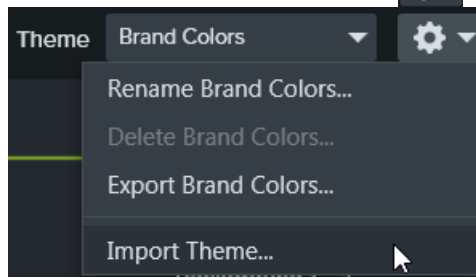 Theme Brand Colors
Rename Brand Colors...
Delete Brand Colors...
Export Brand Colors...
Import Theme...